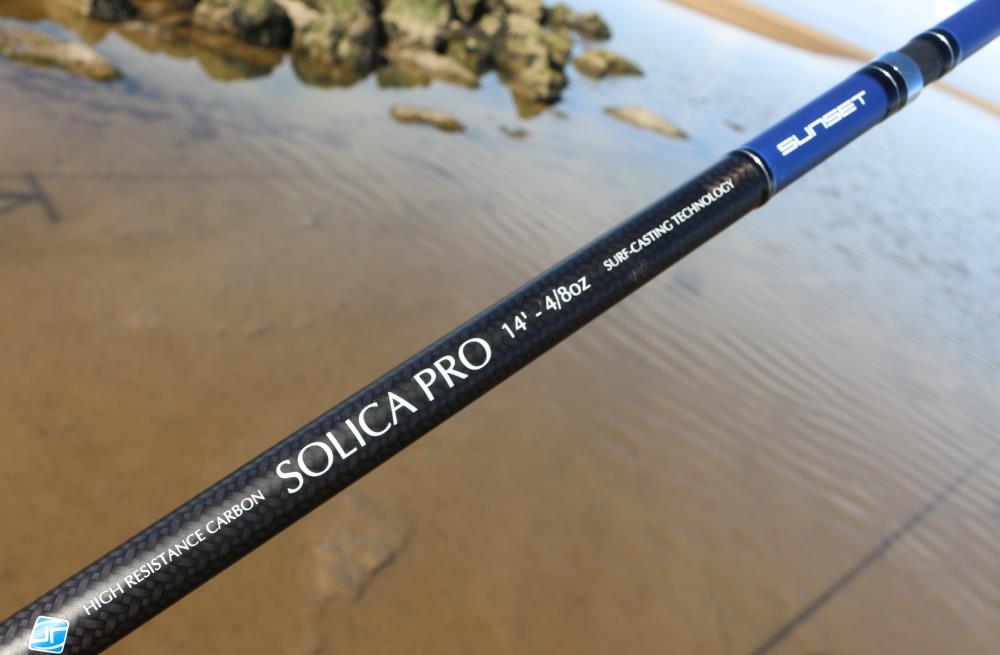 HIGH RESISTANCE CARBON SOLICA PRO 14' - 4/8oz SURF-CASTING TECHNOLOGY
SUNSET